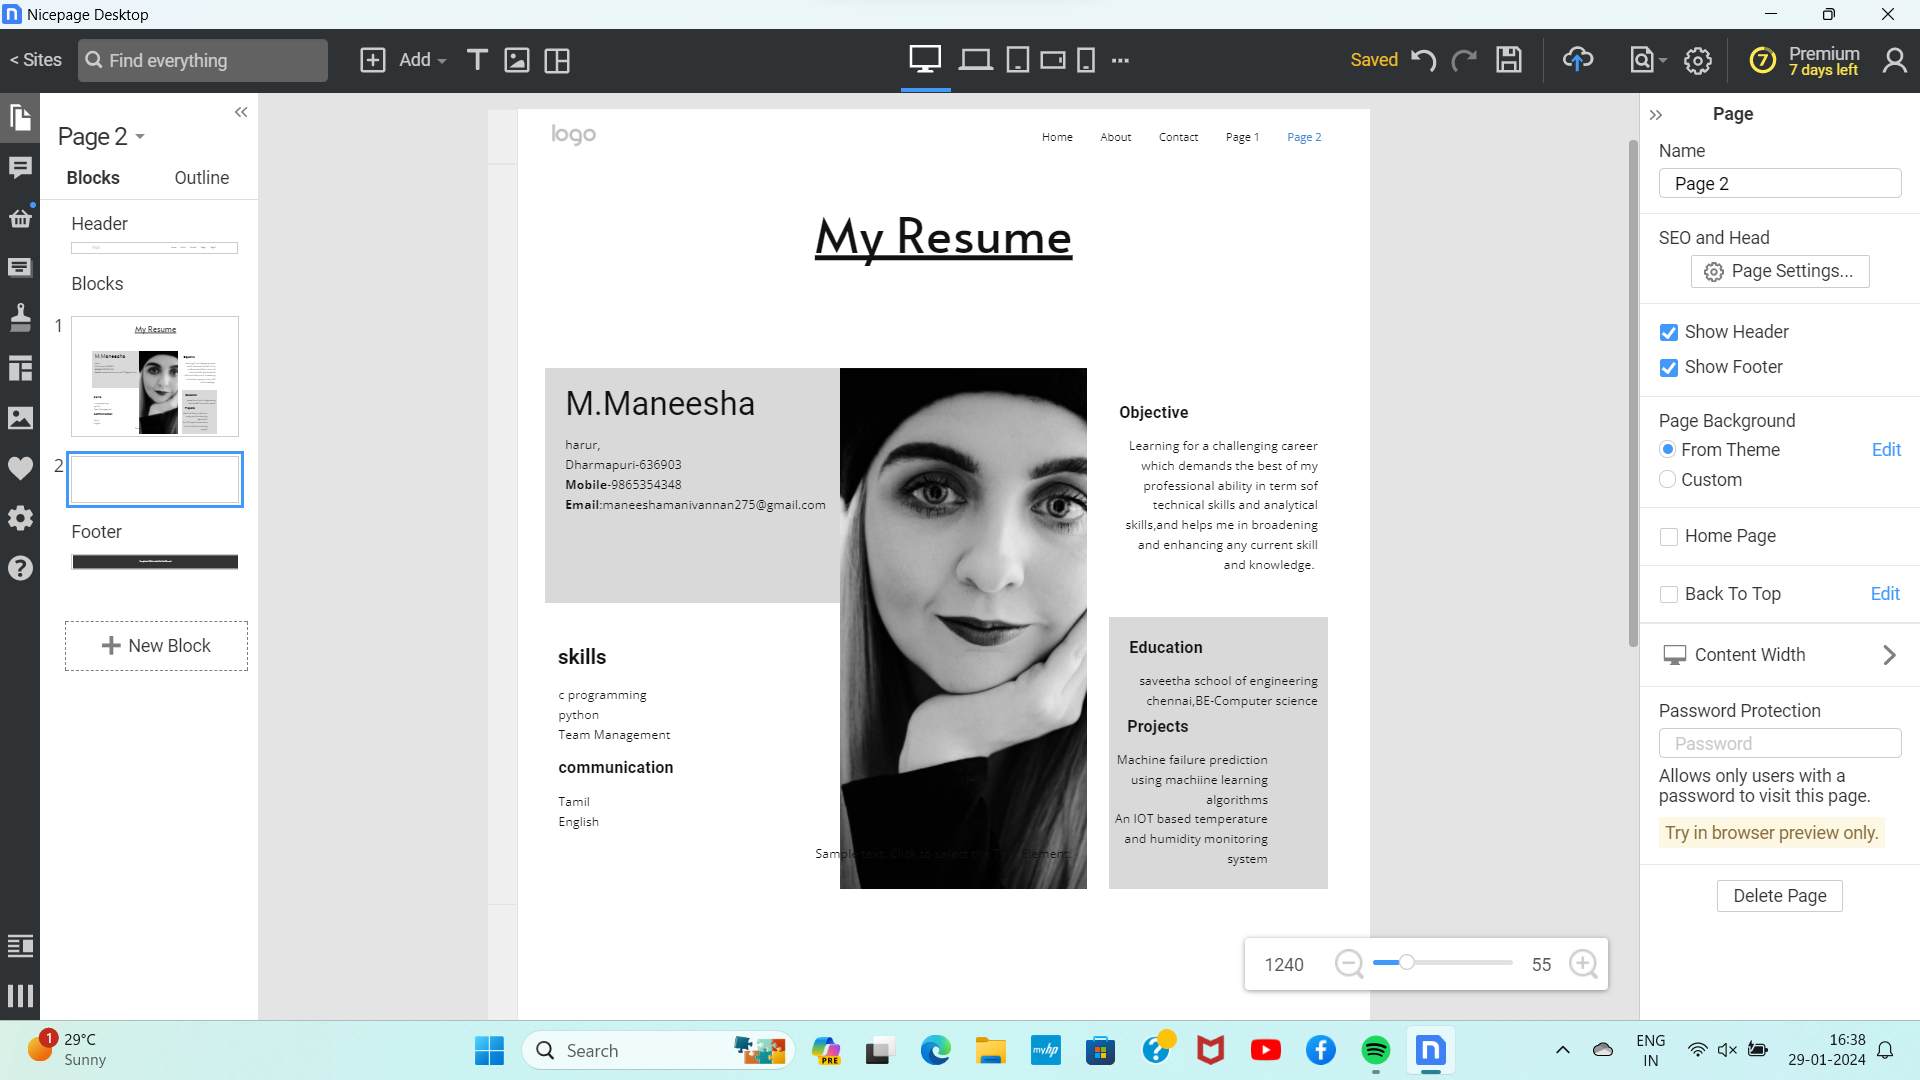 Nicepage Desktop
< Sites
Find everything
Add
Saved
7
Premium
7 days left
Page 2
Blocks
Outline
Header
Blocks
1
My Resume
M.Maneesha
2
Footer
New Block
logo
Home
About
Contact
Page 1
Page 2
My Resume
M.Maneesha
harur,
Dharmapuri-636903
Mobile-9865354348
Email:maneeshamanivannan275@gmail.com
skills
c programming
python
Team Management
communication
Tamil
English
Sample text. Click to select the Text Element.
Objective
Learning for a challenging career
which demands the best of my
professional ability in term sof
technical skills and analytical
skills,and helps me in broadening
and enhancing any current skill
and knowledge.
Education
saveetha school of engineering
chennai,BE-Computer science
Projects
Machine failure prediction
using machiine learning
algorithms
An IOT based temperature
and humidity monitoring
system
1240
55
Page
Name
Page 2
SEO and Head
Page Settings...
Show Header
Show Footer
Page Background
From Theme
Edit
Custom
Home Page
Back To Top
Edit
Content Width
Password Protection
Password
Allows only users with a
password to visit this page.
Try in browser preview only.
Delete Page
1
29°C
Sunny
Search
PRE
myhp
ENG
IN
16:38
29-01-2024